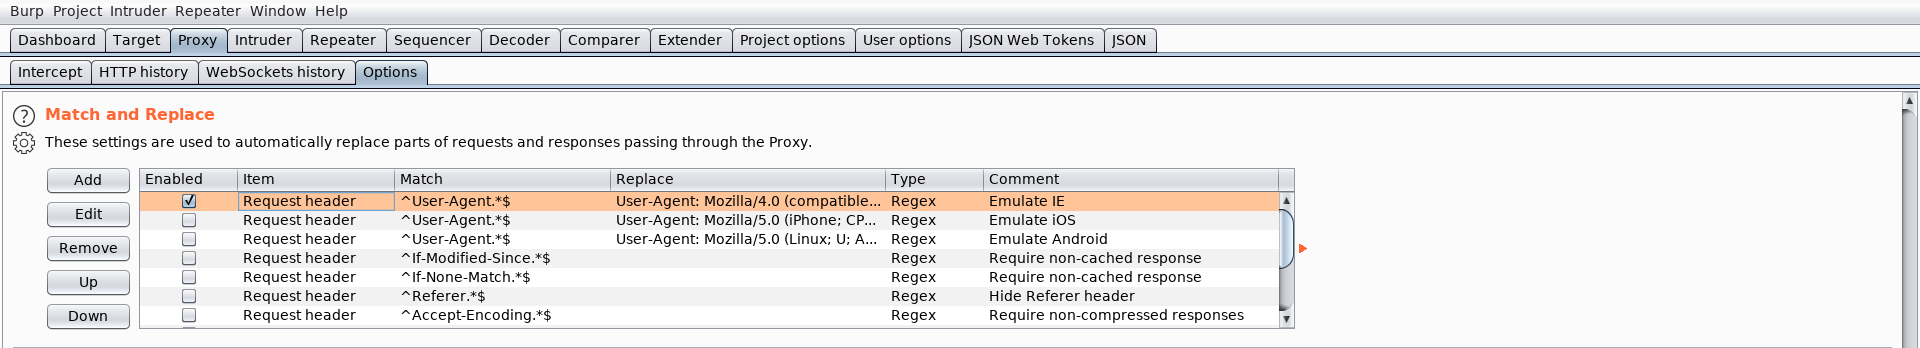 Burp Project Intruder Repeater Window Help
Dashboard Target Proxy Intruder Repeater Sequencer Decoder Comparer Extender Project options User options JSON Web Tokens JSON
Intercept HTTP history WebSockets history Options
? Match and Replace
These settings are used to automatically replace parts of requests and responses passing through the Proxy.
Add
Edit
Remove
Up
Down
Enabled Item Match Replace Type Comment
Request header ^User-Agent.*$ User-Agent: Mozilla/4.0 (compatible... Regex Emulate IE
Request header ^User-Agent.*$ User-Agent: Mozilla/5.0 (iPhone; CP... Regex Emulate iOS
Request header ^User-Agent.*$ User-Agent: Mozilla/5.0 (Linux; U; A... Regex Emulate Android
Request header ^If-Modified-Since.*$ Regex Require non-cached response
Request header ^If-None-Match.*$ Regex Require non-cached response
Request header ^Referer.*$ Regex Hide Referer header
Request header ^Accept-Encoding.*$ Regex Require non-compressed responses